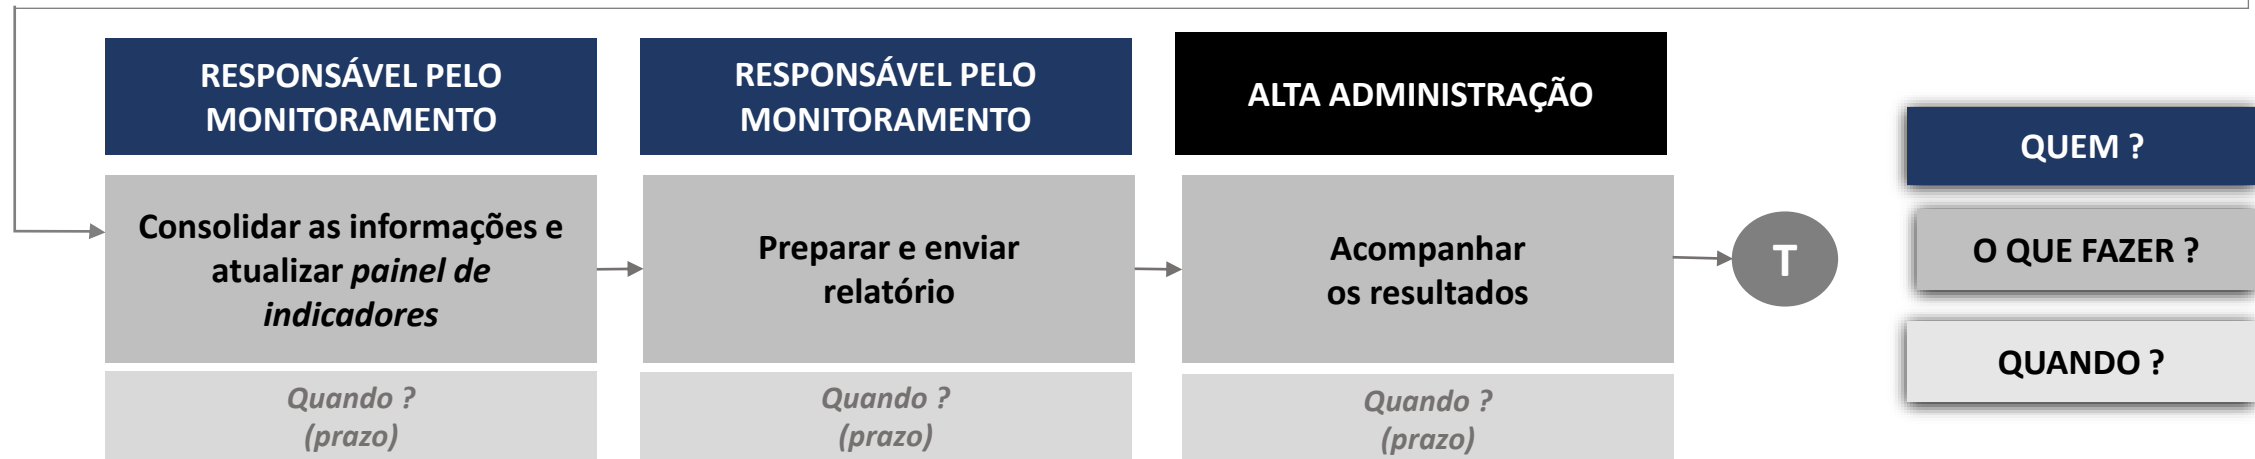 RESPONSÁVEL PELO
MONITORAMENTO
RESPONSÁVEL PELO
MONITORAMENTO
ALTA ADMINISTRAÇÃO
Consolidar as informações e
atualizar painel de
indicadores
Preparar e enviar
relatório
Acompanhar
os resultados
T
Quando ?
(prazo)
Quando ?
(prazo)
Quando ?
(prazo)
QUEM ?
O QUE FAZER ?
QUANDO ?